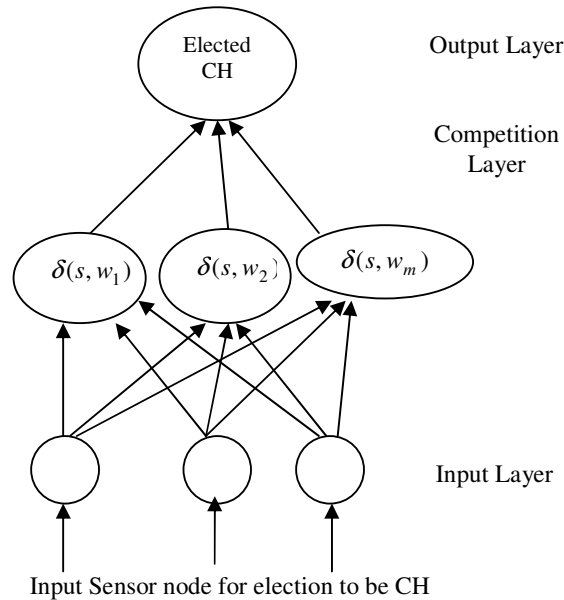 Elected
CH
Output Layer
Competition
Layer
δ(s, w₁)
δ(s, w₂)
δ(s, wₘ)
Input Layer
Input Sensor node for election to be CH